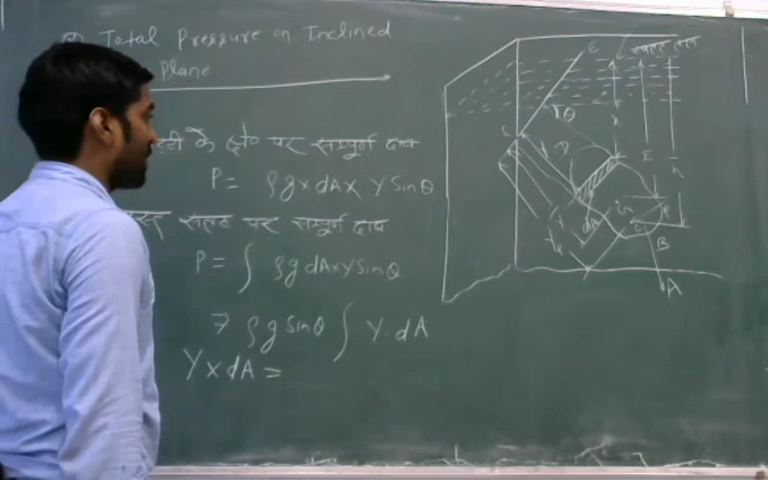 Total Pressure on Inclined
Plane
के क्षेत्र पर सम्पूर्ण दाब
P = ρg x dA x Y Sinθ
सतह पर सम्पूर्ण दाब
P = ∫ ρg dA x y Sinθ
⇒ ρg Sinθ ∫ Y. dA
Y x dA =
E
θ
x
h
G
B
A
dA